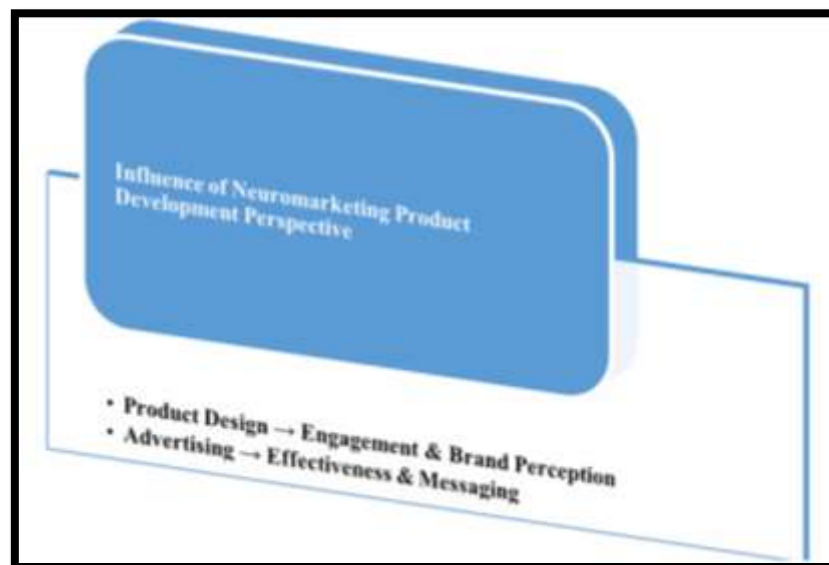 Influence of Neuromarketing Product
Development Perspective
• Product Design → Engagement & Brand Perception
• Advertising → Effectiveness & Messaging